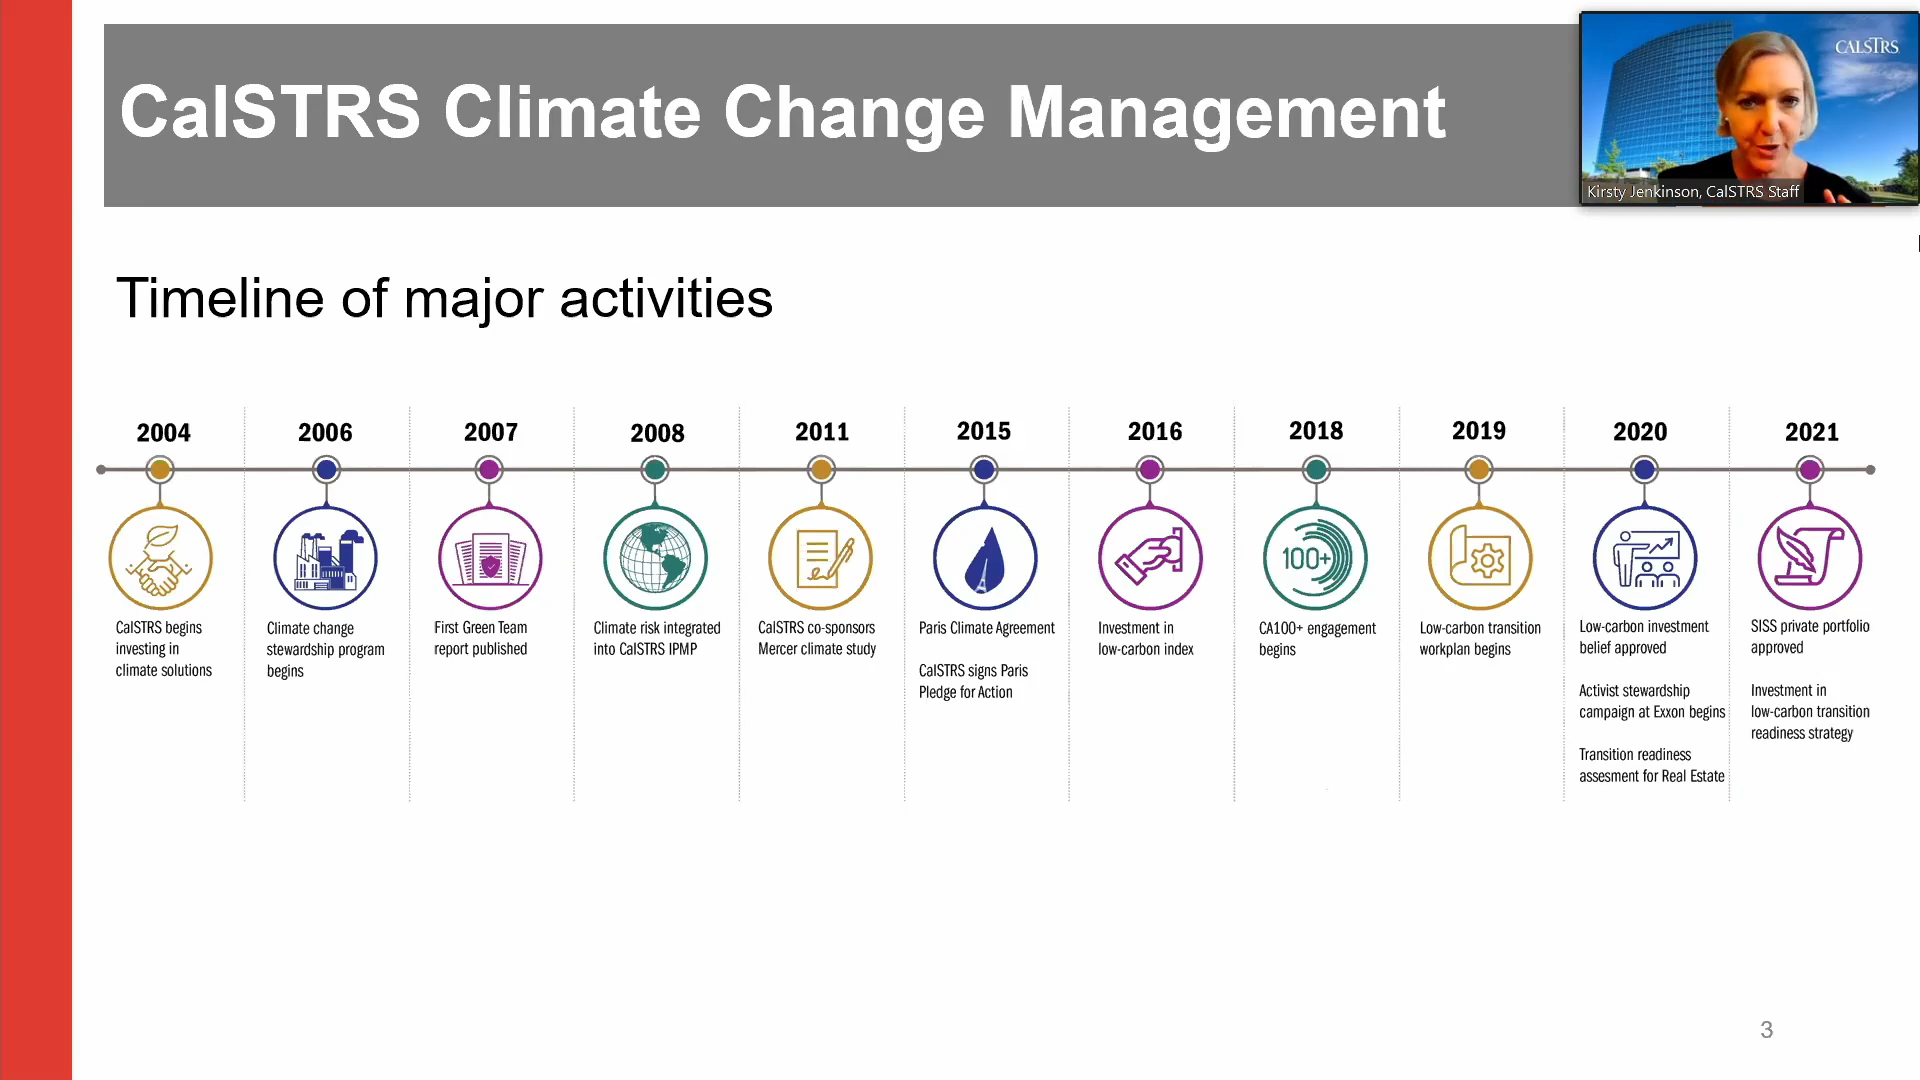 CalSTRS Climate Change Management
CALSTRS
Kirsty Jenkinson, CalSTRS Staff
Timeline of major activities
2004
CalSTRS begins
investing in
climate solutions
2006
Climate change
stewardship program
begins
2007
First Green Team
report published
2008
Climate risk integrated
into CalSTRS IPMP
2011
CalSTRS co-sponsors
Mercer climate study
2015
Paris Climate Agreement
CalSTRS signs Paris
Pledge for Action
2016
Investment in
low-carbon index
2018
100+
CA100+ engagement
begins
2019
Low-carbon transition
workplan begins
2020
Low-carbon investment
belief approved
Activist stewardship
campaign at Exxon begins
Transition readiness
assesment for Real Estate
2021
SISS private portfolio
approved
Investment in
low-carbon transition
readiness strategy
3